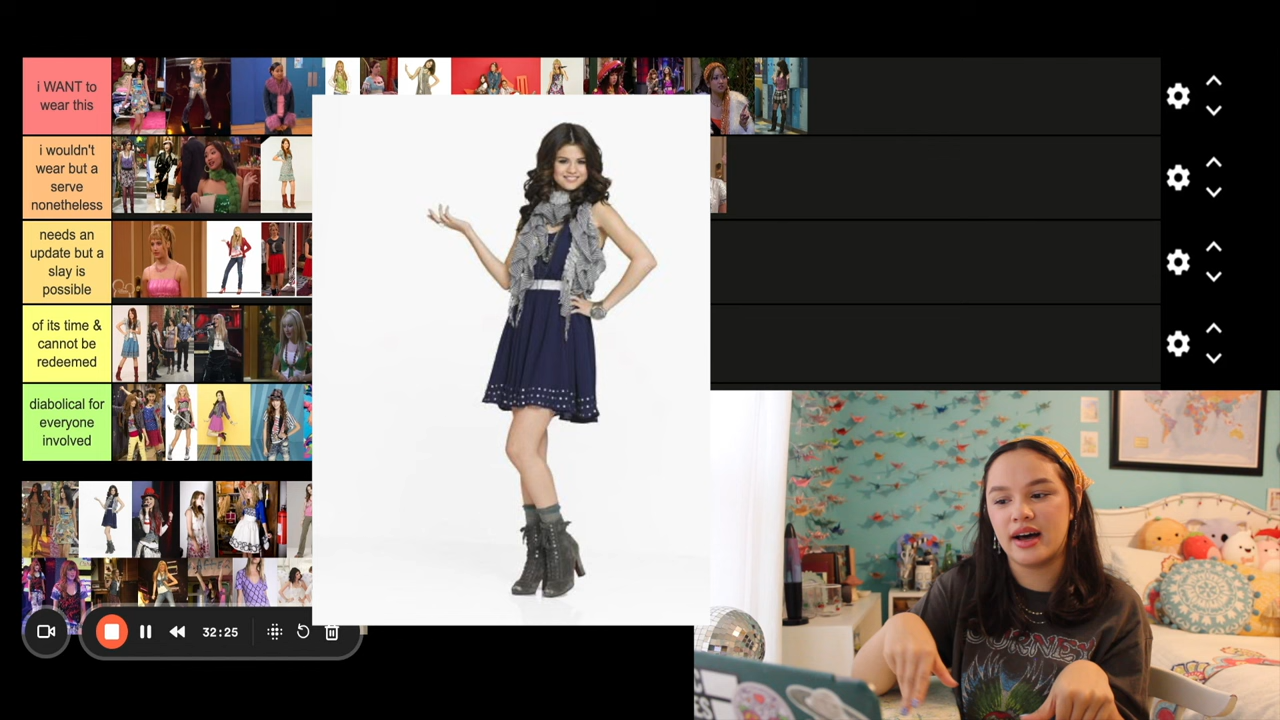 i WANT to
wear this
i wouldn't
wear but a
serve
nonetheless
needs an
update but a
slay is
possible
of its time &
cannot be
redeemed
diabolical for
everyone
involved
32:25
JOURNEY